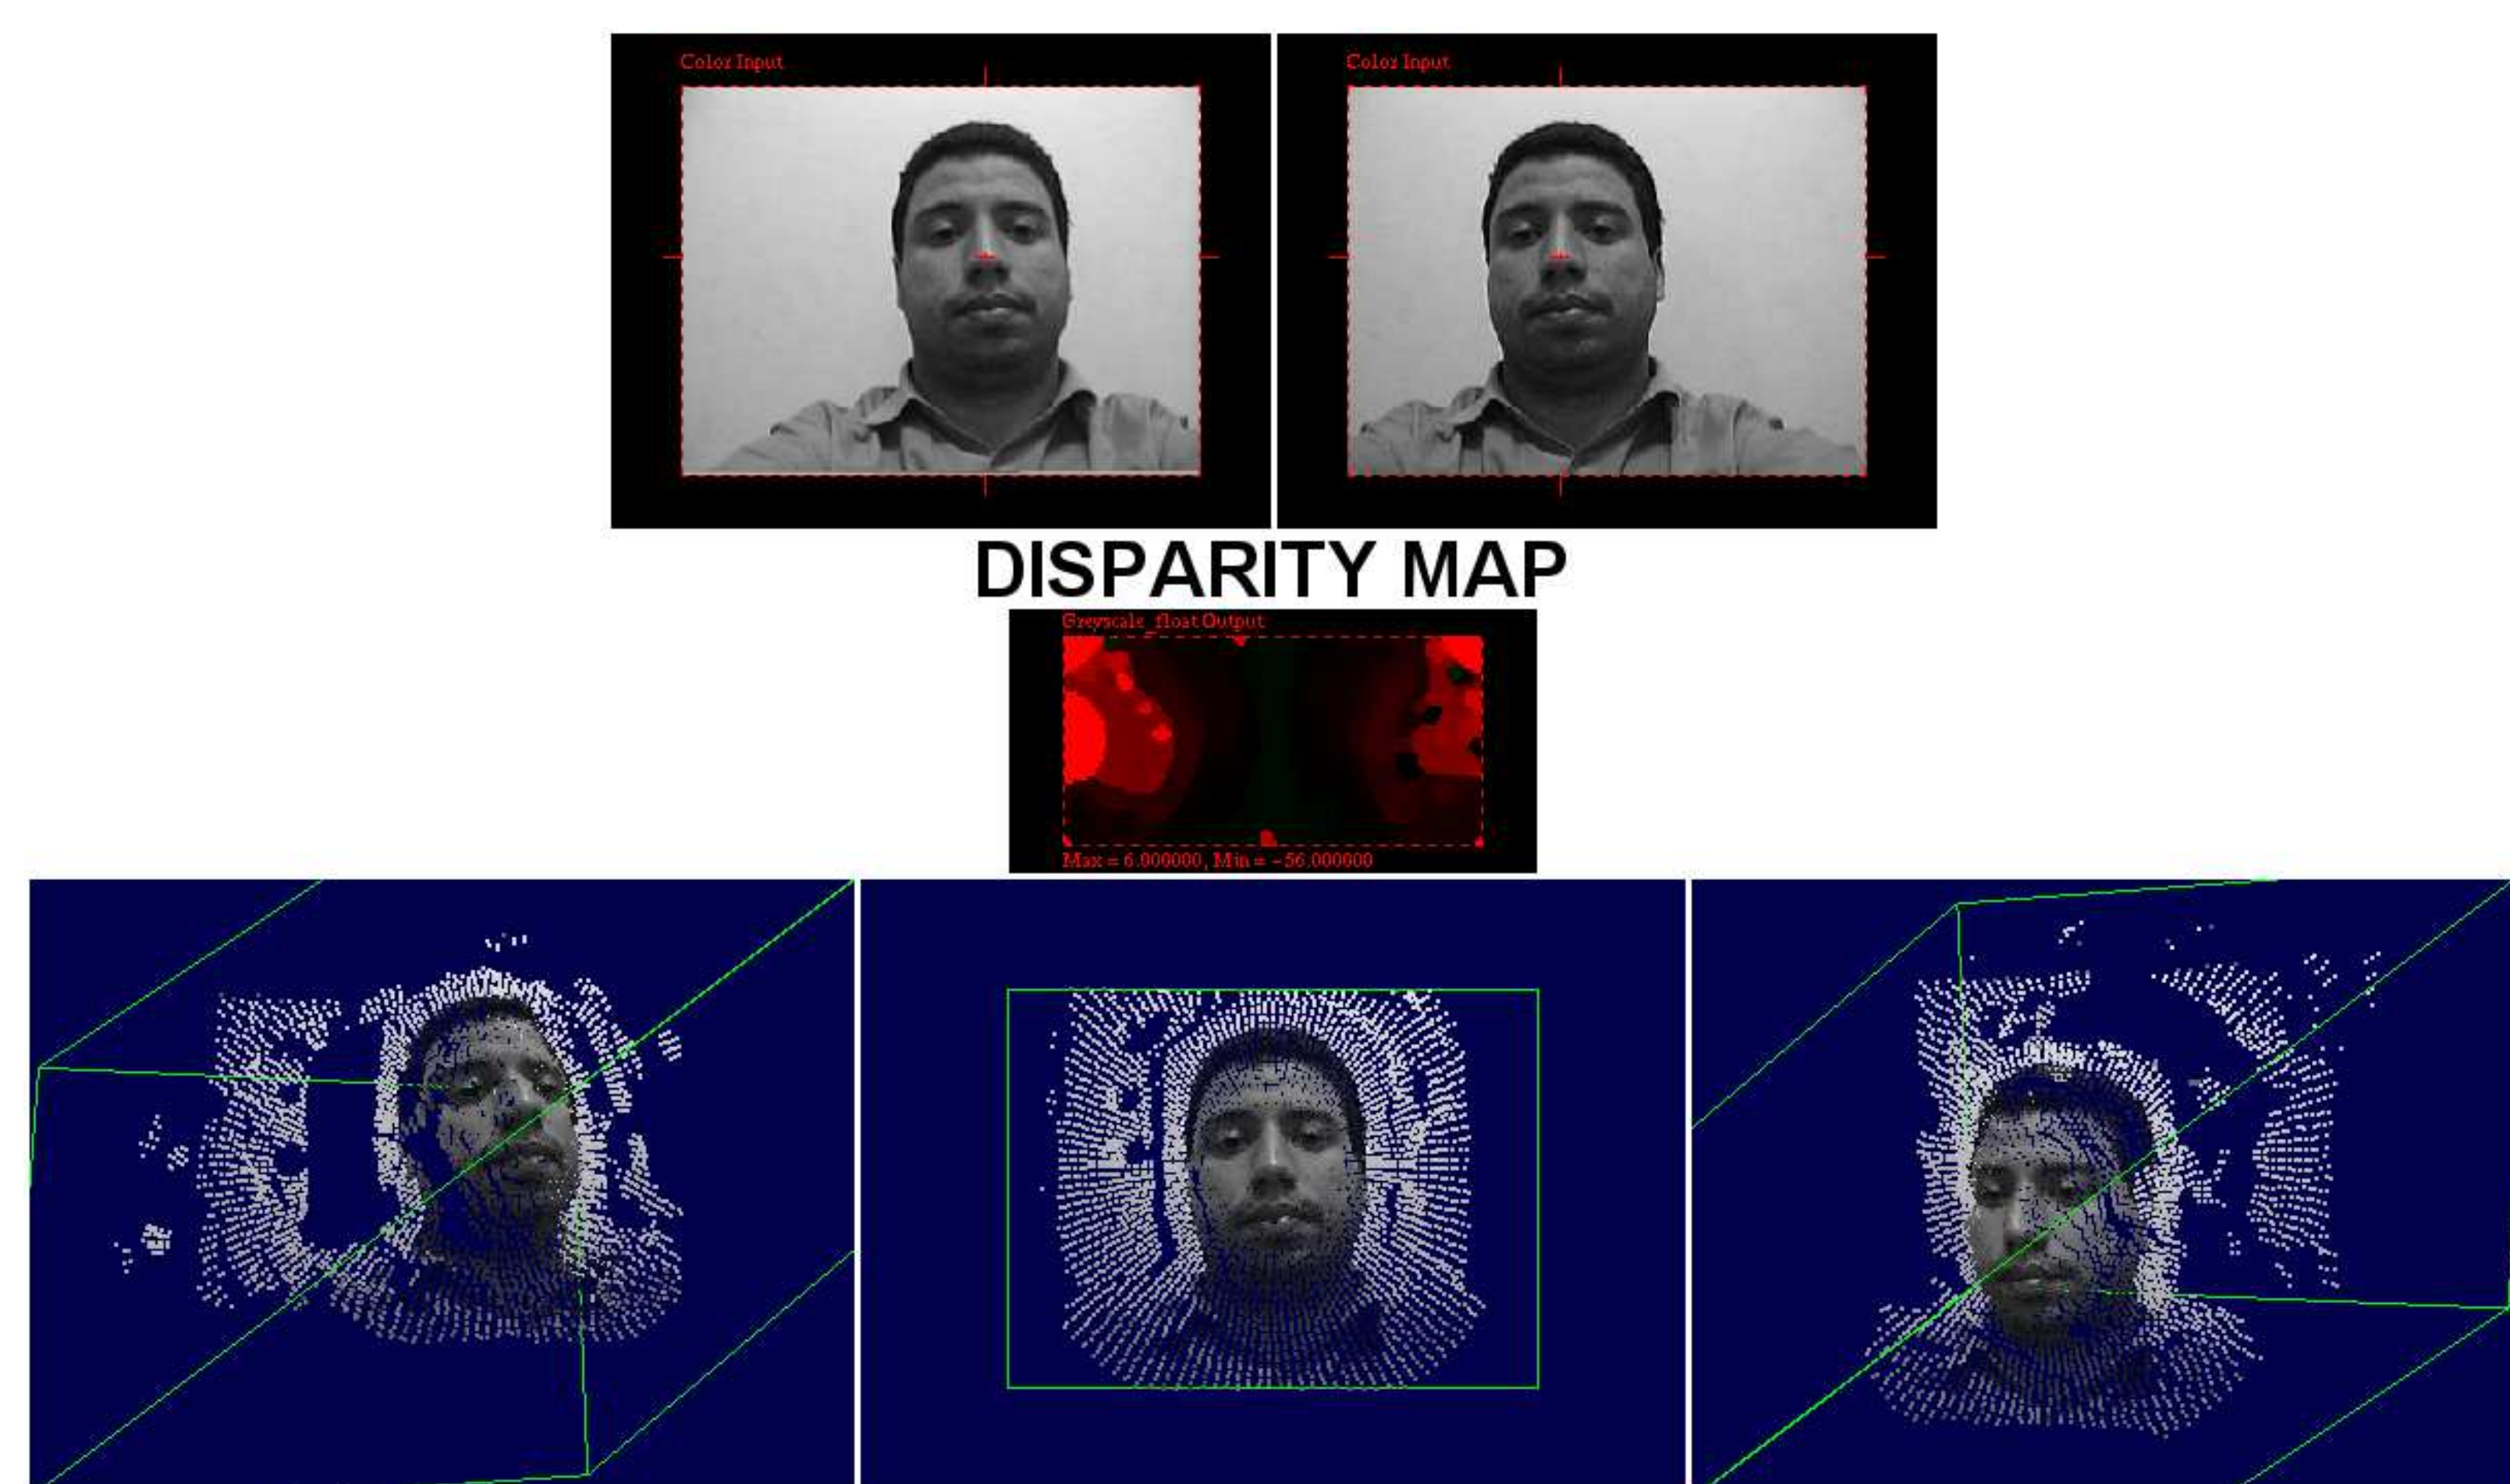 Color Input
Color Input
DISPARITY MAP
Greyscale_float Output
Max = 6.000000, Min = -56.000000